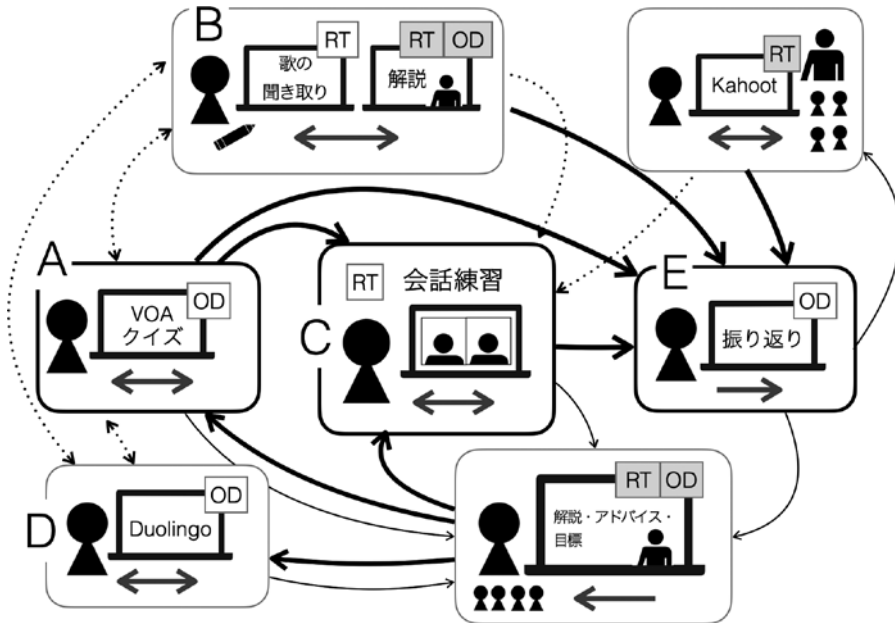 B
RT
歌の
聞き取り
RT OD
解説
RT
Kahoot
A
OD
VOA
クイズ
RT
会話練習
C
E
OD
振り返り
D
OD
Duolingo
RT OD
解説・アドバイス・
目標